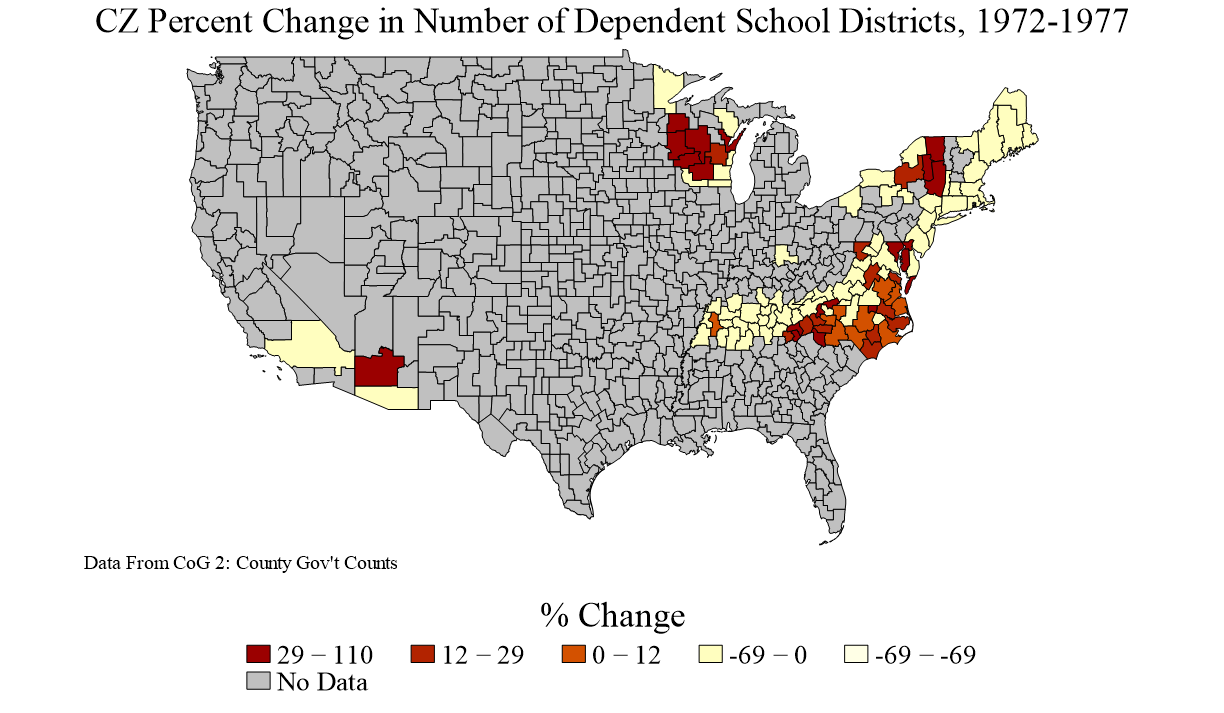 CZ Percent Change in Number of Dependent School Districts, 1972-1977
Data From CoG 2: County Gov't Counts
% Change
29 − 110 12 − 29 0 − 12 -69 − 0 -69 − -69
No Data